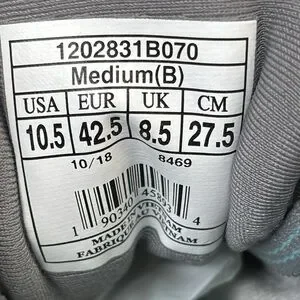 1202831B070
Medium(B)
USA EUR UK CM
10.5 42.5 8.5 27.5
10/18 8469
MADE IN VIETNAM
FABRIQUE AU VIETNAM